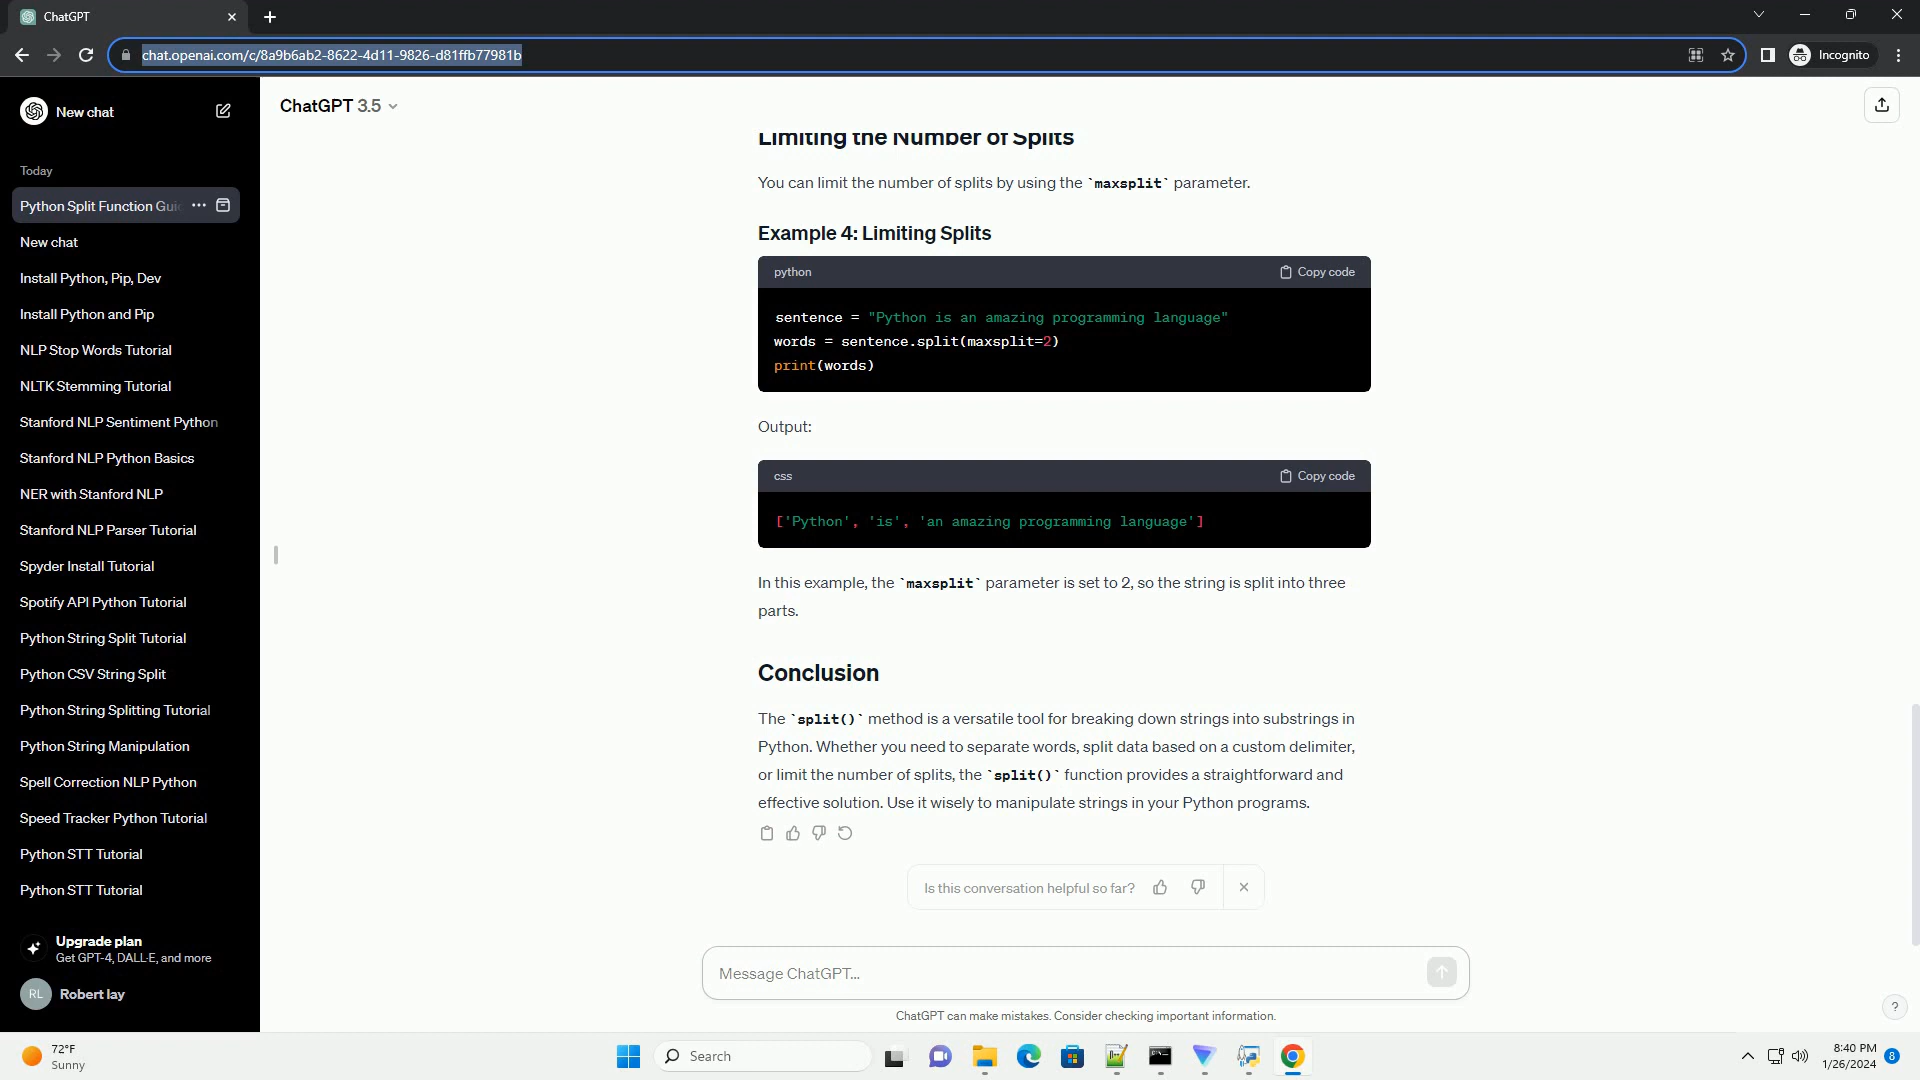 ChatGPT
chat.openai.com/c/8a9b6ab2-8622-4d11-9826-d81ffb77981b
Incognito
New chat
Today
Python Split Function Gui
New chat
Install Python, Pip, Dev
Install Python and Pip
NLP Stop Words Tutorial
NLTK Stemming Tutorial
Stanford NLP Sentiment Python
Stanford NLP Python Basics
NER with Stanford NLP
Stanford NLP Parser Tutorial
Spyder Install Tutorial
Spotify API Python Tutorial
Python String Split Tutorial
Python CSV String Split
Python String Splitting Tutorial
Python String Manipulation
Spell Correction NLP Python
Speed Tracker Python Tutorial
Python STT Tutorial
Python STT Tutorial
Upgrade plan
Get GPT-4, DALL·E, and more
RL
Robert lay
ChatGPT 3.5
Limiting the Number of Splits
You can limit the number of splits by using the `maxsplit` parameter.
Example 4: Limiting Splits
python
Copy code
sentence = "Python is an amazing programming language"
words = sentence.split(maxsplit=2)
print(words)
Output:
css
Copy code
['Python', 'is', 'an amazing programming language']
In this example, the `maxsplit` parameter is set to 2, so the string is split into three
parts.
Conclusion
The `split()` method is a versatile tool for breaking down strings into substrings in
Python. Whether you need to separate words, split data based on a custom delimiter,
or limit the number of splits, the `split()` function provides a straightforward and
effective solution. Use it wisely to manipulate strings in your Python programs.
Is this conversation helpful so far?
Message ChatGPT...
ChatGPT can make mistakes. Consider checking important information.
?
72°F
Sunny
Search
8:40 PM
1/26/2024
8